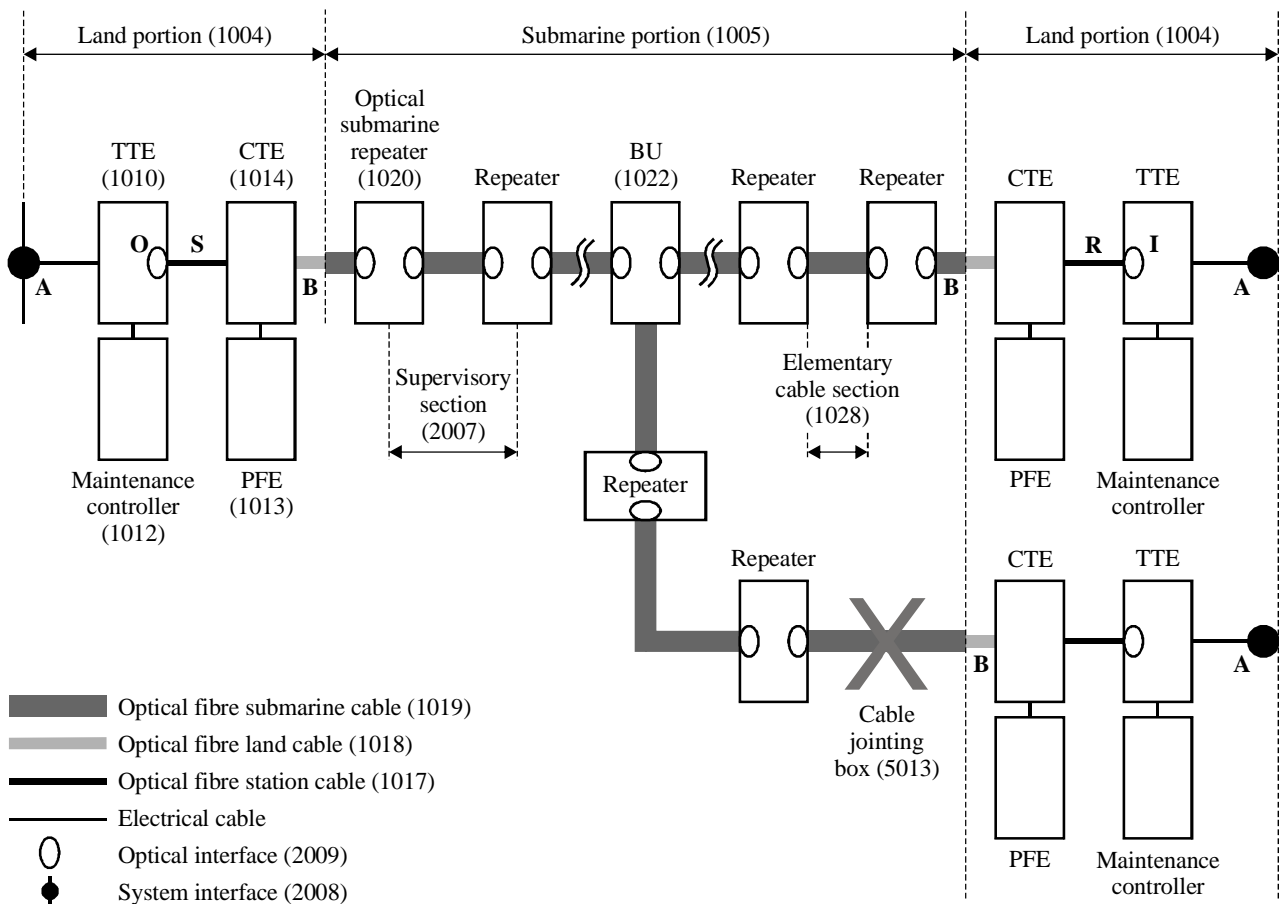 Land portion (1004)
Submarine portion (1005)
Land portion (1004)
Optical
submarine
repeater
(1020)
TTE
(1010)
CTE
(1014)
Repeater
BU
(1022)
Repeater
Repeater
CTE
TTE
O
S
R
I
A
B
B
A
Supervisory
section
(2007)
Elementary
cable section
(1028)
Maintenance
controller
(1012)
PFE
(1013)
Repeater
PFE
Maintenance
controller
Repeater
CTE
TTE
B
A
Cable
jointing
box (5013)
PFE
Maintenance
controller
Optical fibre submarine cable (1019)
Optical fibre land cable (1018)
Optical fibre station cable (1017)
Electrical cable
Optical interface (2009)
System interface (2008)